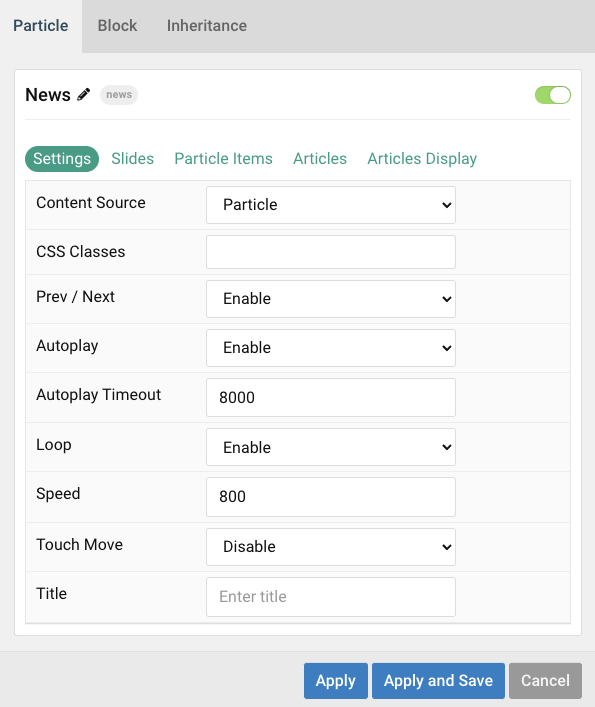 Particle Block Inheritance
News news
Settings Slides Particle Items Articles Articles Display
Content Source Particle
CSS Classes
Prev / Next Enable
Autoplay Enable
Autoplay Timeout 8000
Loop Enable
Speed 800
Touch Move Disable
Title Enter title
Apply Apply and Save Cancel